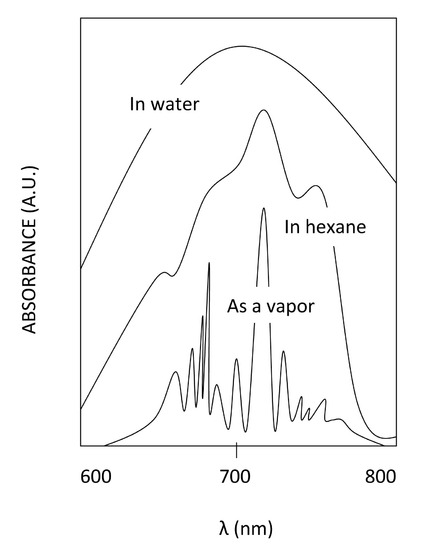 In water
In hexane
As a vapor
ABSORBANCE (A.U.)
600 700 800
λ (nm)